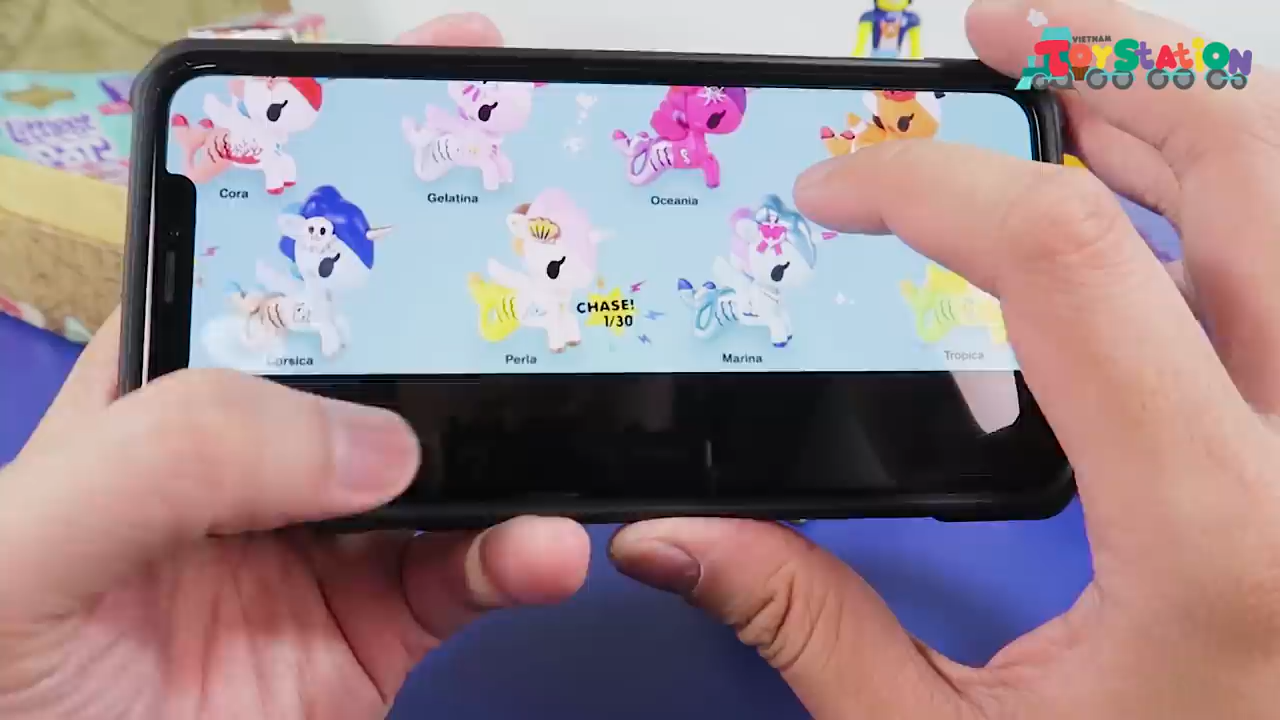 VIETNAM
TOYSTATION
Cora
Gelatina
Oceania
CHASE!
1/30
Corsica
Perla
Marina
Tropica